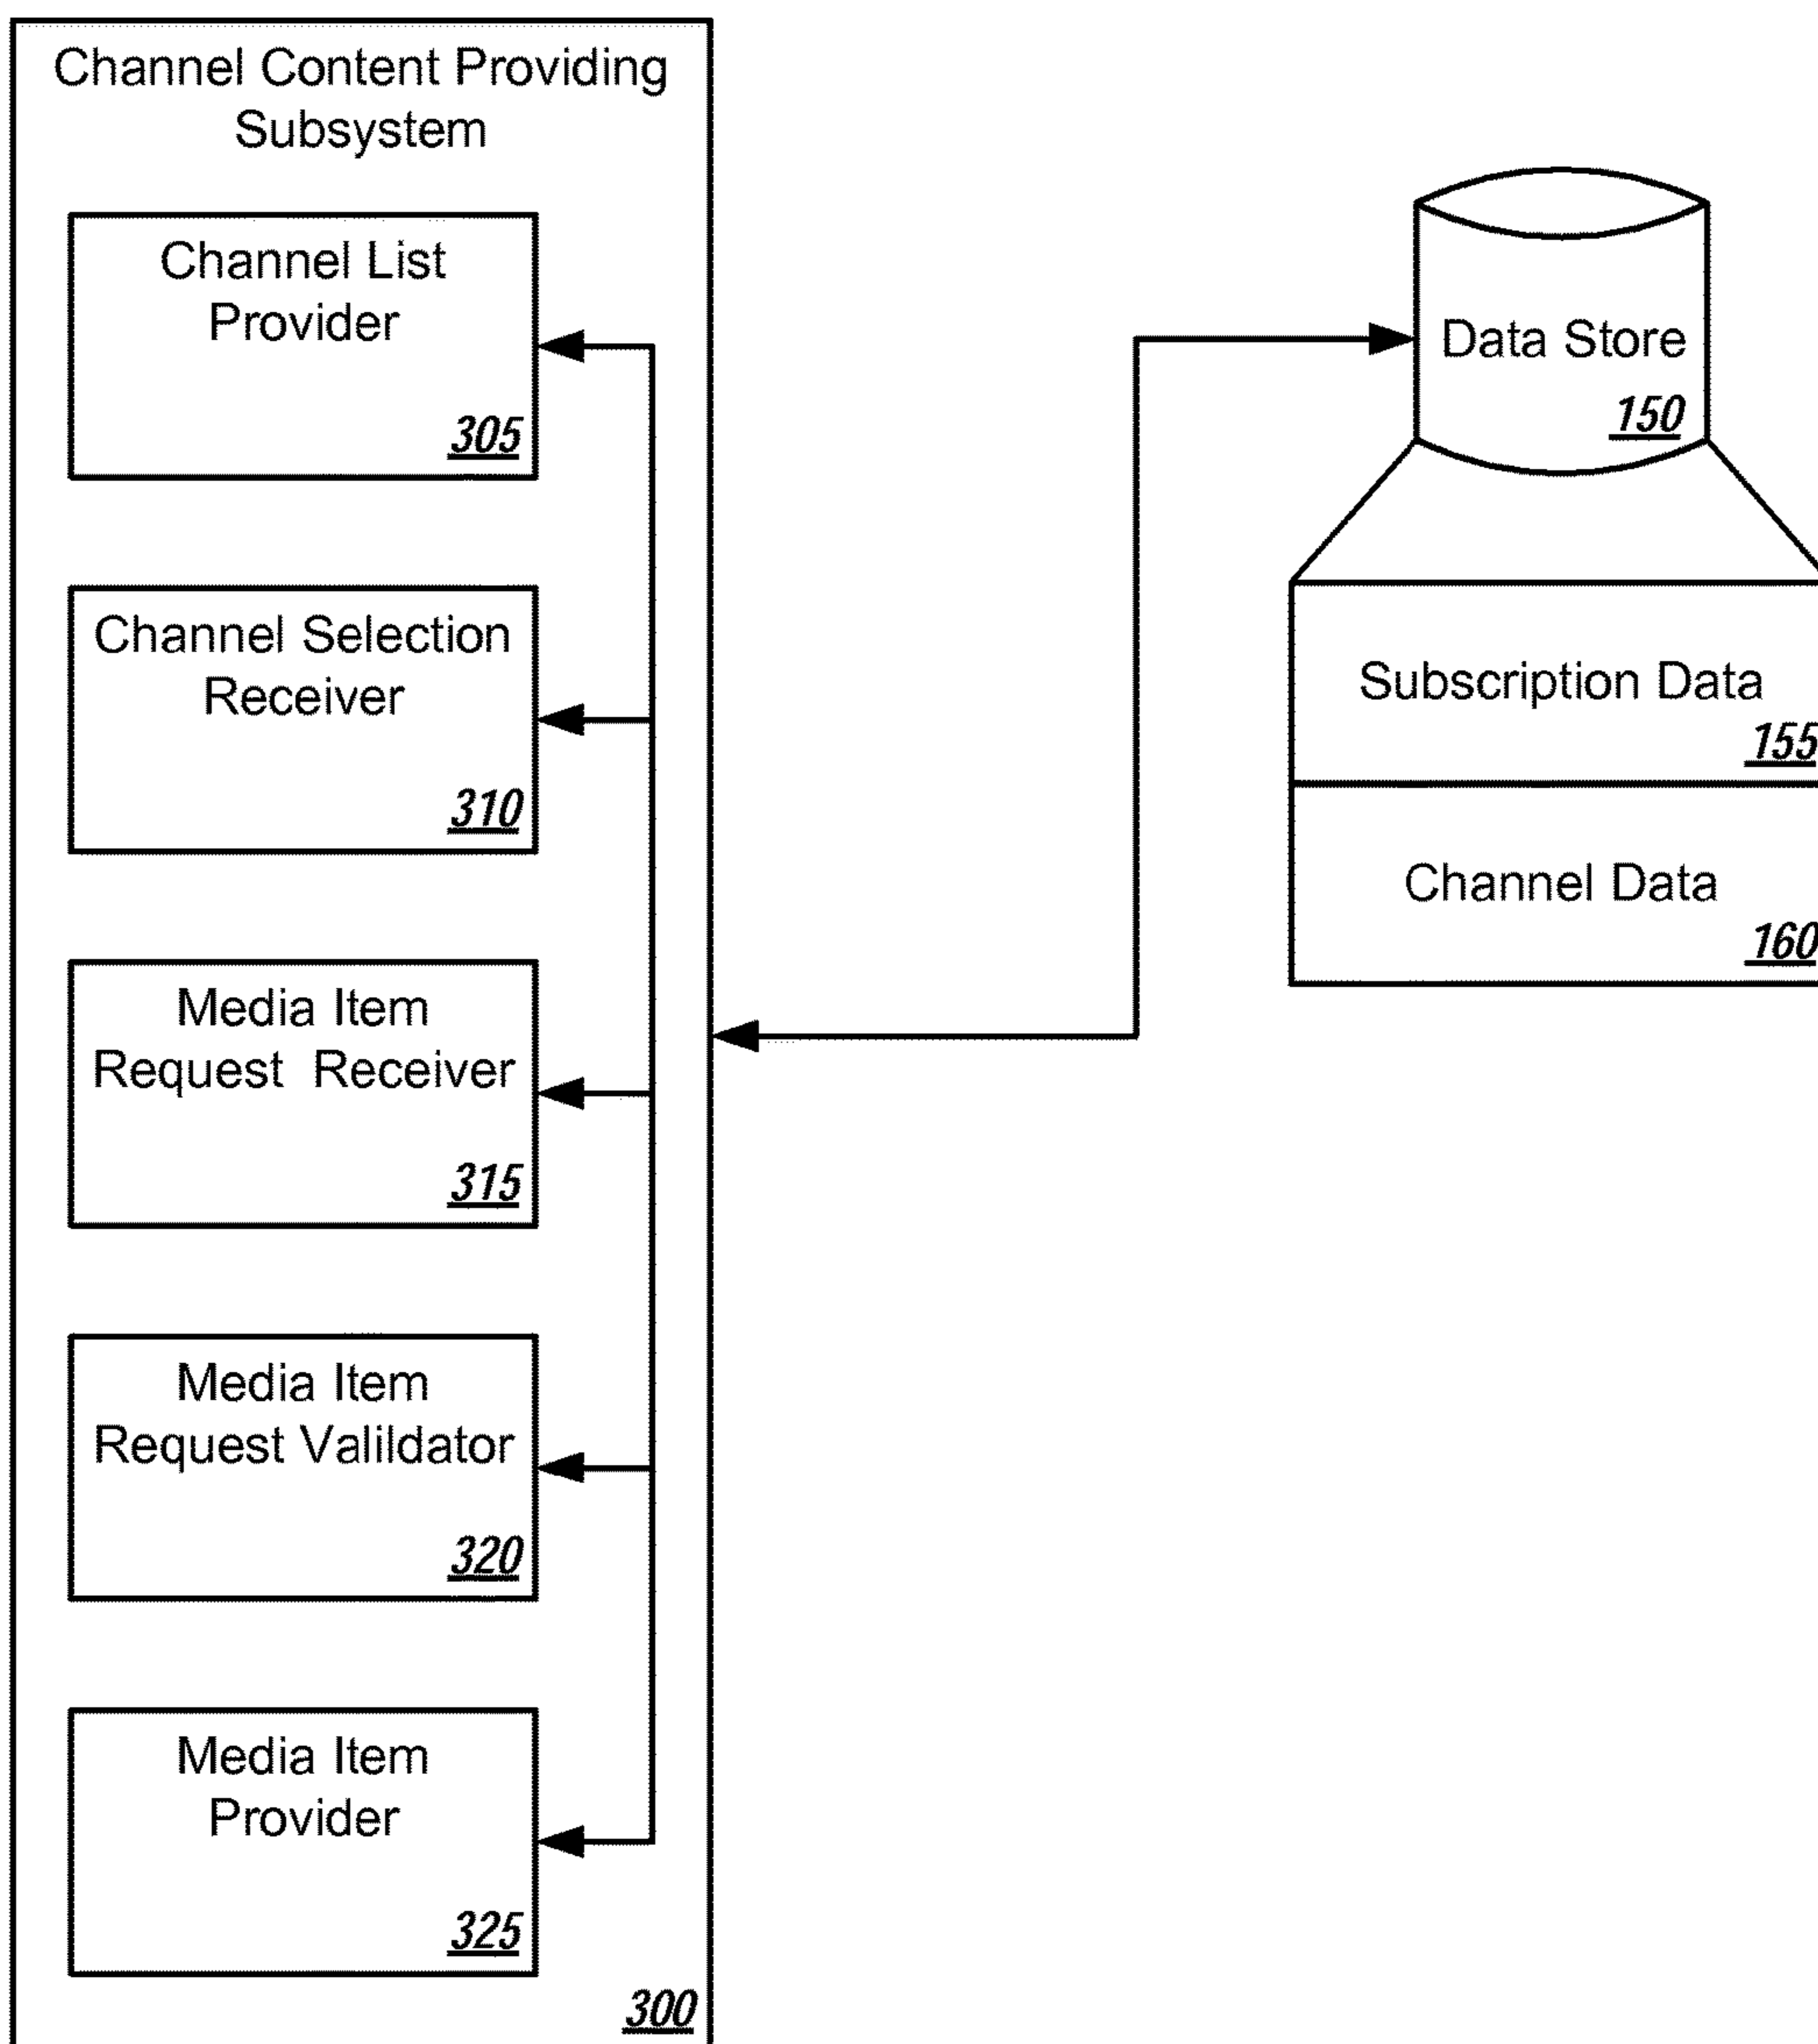 Channel Content Providing
Subsystem
Channel List
Provider
305
Channel Selection
Receiver
310
Media Item
Request Receiver
315
Media Item
Request Valildator
320
Media Item
Provider
325
300
Data Store
150
Subscription Data
155
Channel Data
160